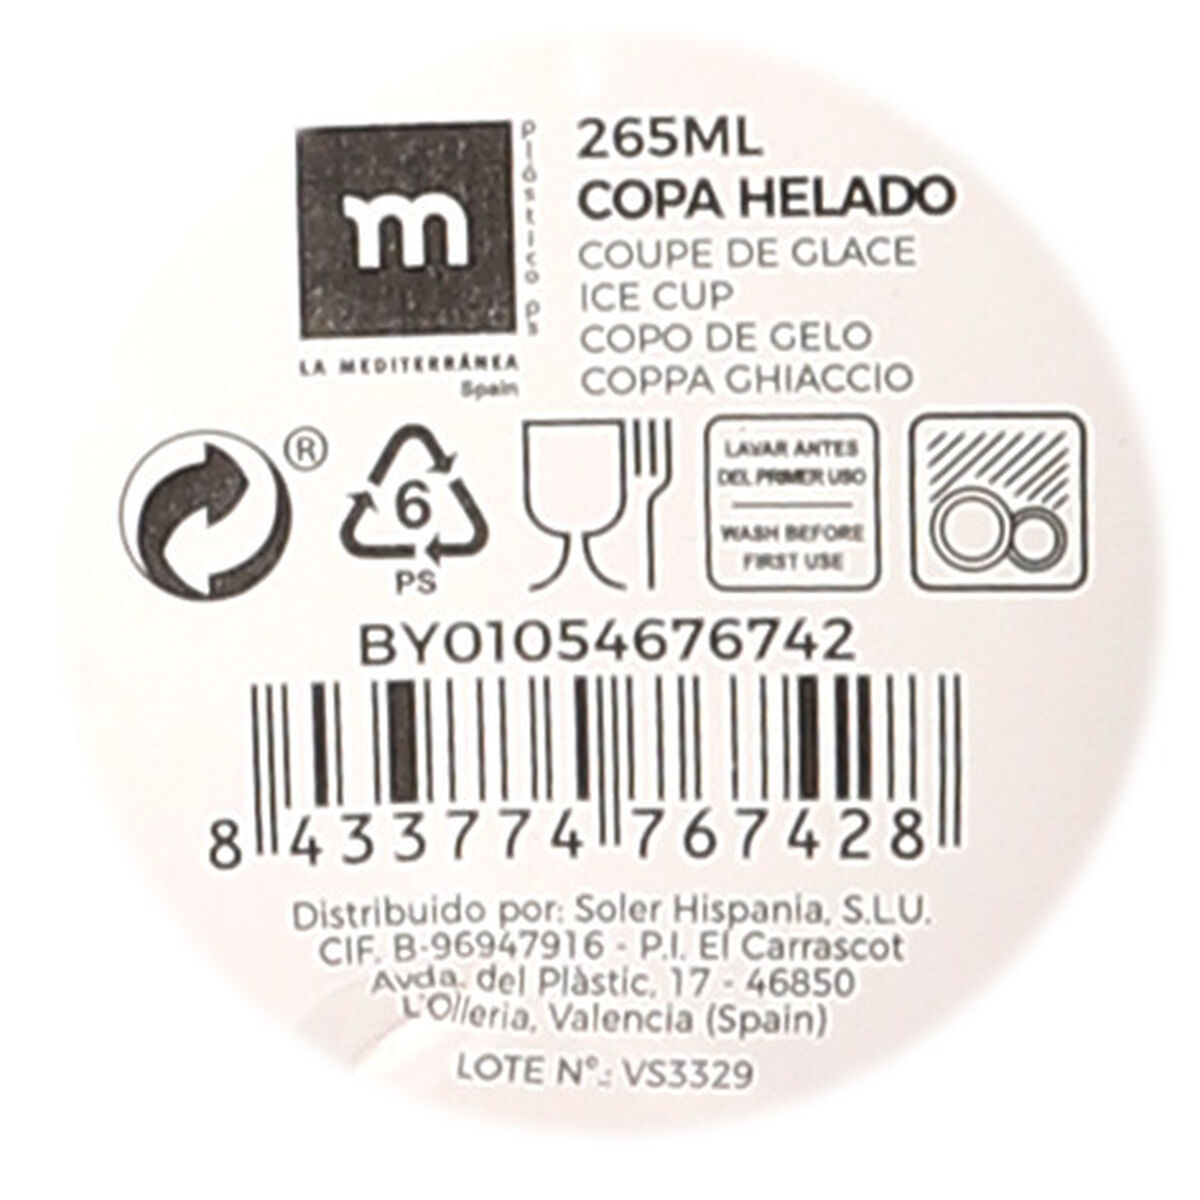 m
plástico ps
LA MEDITERRÁNEA
Spain
265ML
COPA HELADO
COUPE DE GLACE
ICE CUP
COPO DE GELO
COPPA GHIACCIO
®
6
PS
LAVAR ANTES
DEL PRIMER USO
WASH BEFORE
FIRST USE
BY01054676742
8 433774 767428
Distribuido por: Soler Hispania, S.L.U.
CIF. B-96947916 - P.I. El Carrascot
Avda. del Plàstic, 17 - 46850
L'Olleria, Valencia (Spain)
LOTE Nº.: VS3329